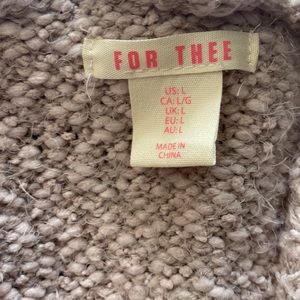 FOR THEE
US: L
CA: L/G
UK: L
EU: L
AU: L
MADE IN
CHINA